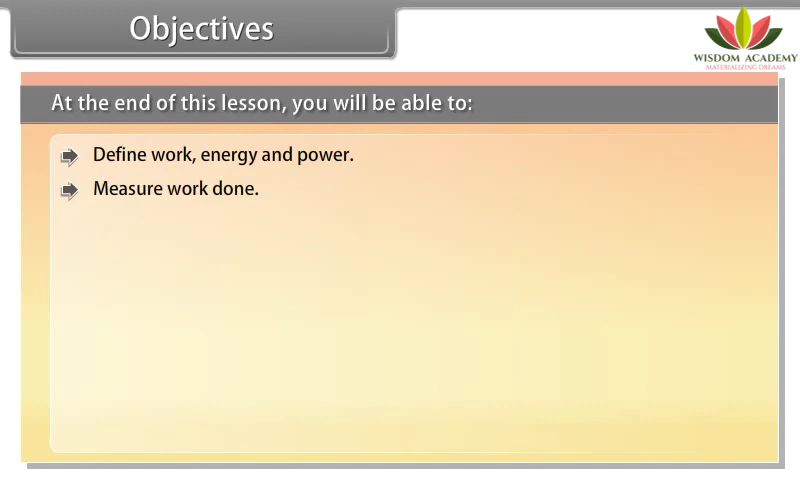 Objectives
WISDOM ACADEMY
MATERIALIZING DREAMS
At the end of this lesson, you will be able to:
Define work, energy and power.
Measure work done.